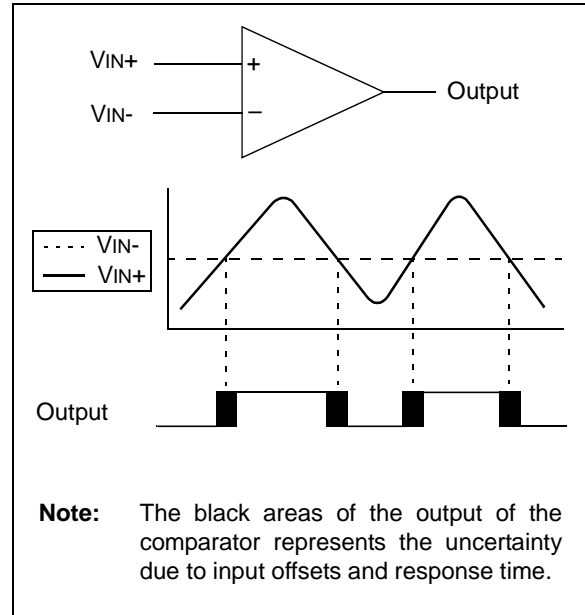 VIN+
+
Output
VIN-
–
VIN-
VIN+
Output
Note: The black areas of the output of the
comparator represents the uncertainty
due to input offsets and response time.